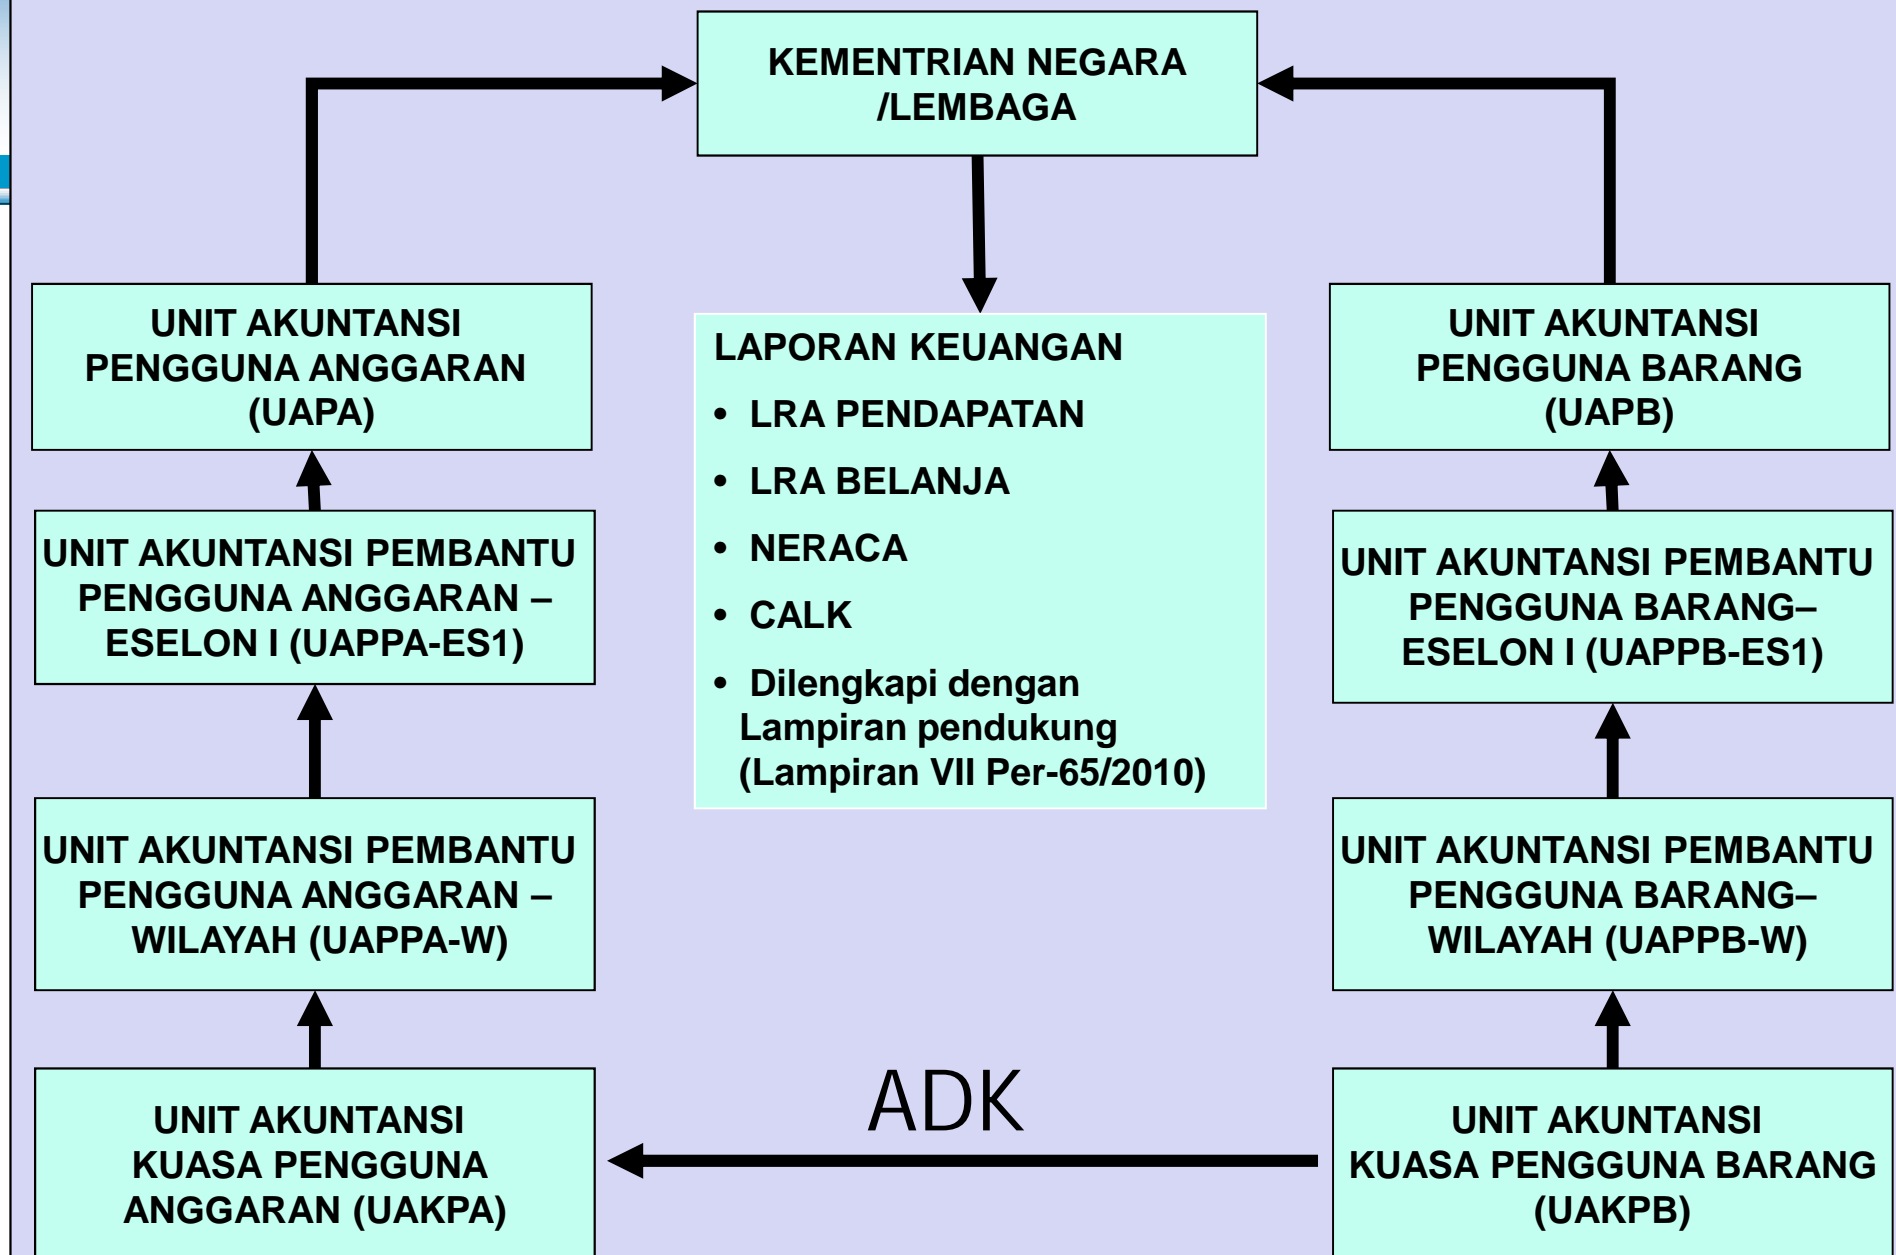 KEMENTRIAN NEGARA
/LEMBAGA
UNIT AKUNTANSI
PENGGUNA ANGGARAN
(UAPA)
UNIT AKUNTANSI PEMBANTU
PENGGUNA ANGGARAN –
ESELON I (UAPPA-ES1)
UNIT AKUNTANSI PEMBANTU
PENGGUNA ANGGARAN –
WILAYAH (UAPPA-W)
UNIT AKUNTANSI
KUASA PENGGUNA
ANGGARAN (UAKPA)
LAPORAN KEUANGAN
• LRA PENDAPATAN
• LRA BELANJA
• NERACA
• CALK
• Dilengkapi dengan
Lampiran pendukung
(Lampiran VII Per-65/2010)
ADK
UNIT AKUNTANSI
PENGGUNA BARANG
(UAPB)
UNIT AKUNTANSI PEMBANTU
PENGGUNA BARANG–
ESELON I (UAPPB-ES1)
UNIT AKUNTANSI PEMBANTU
PENGGUNA BARANG–
WILAYAH (UAPPB-W)
UNIT AKUNTANSI
KUASA PENGGUNA BARANG
(UAKPB)